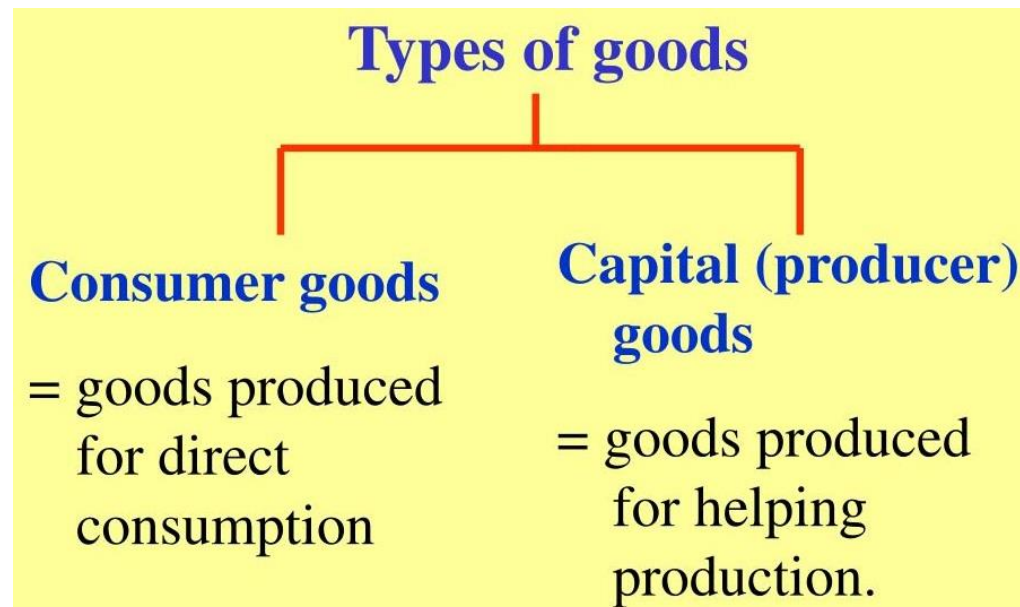 Types of goods
Consumer goods
= goods produced
for direct
consumption
Capital (producer)
goods
= goods produced
for helping
production.